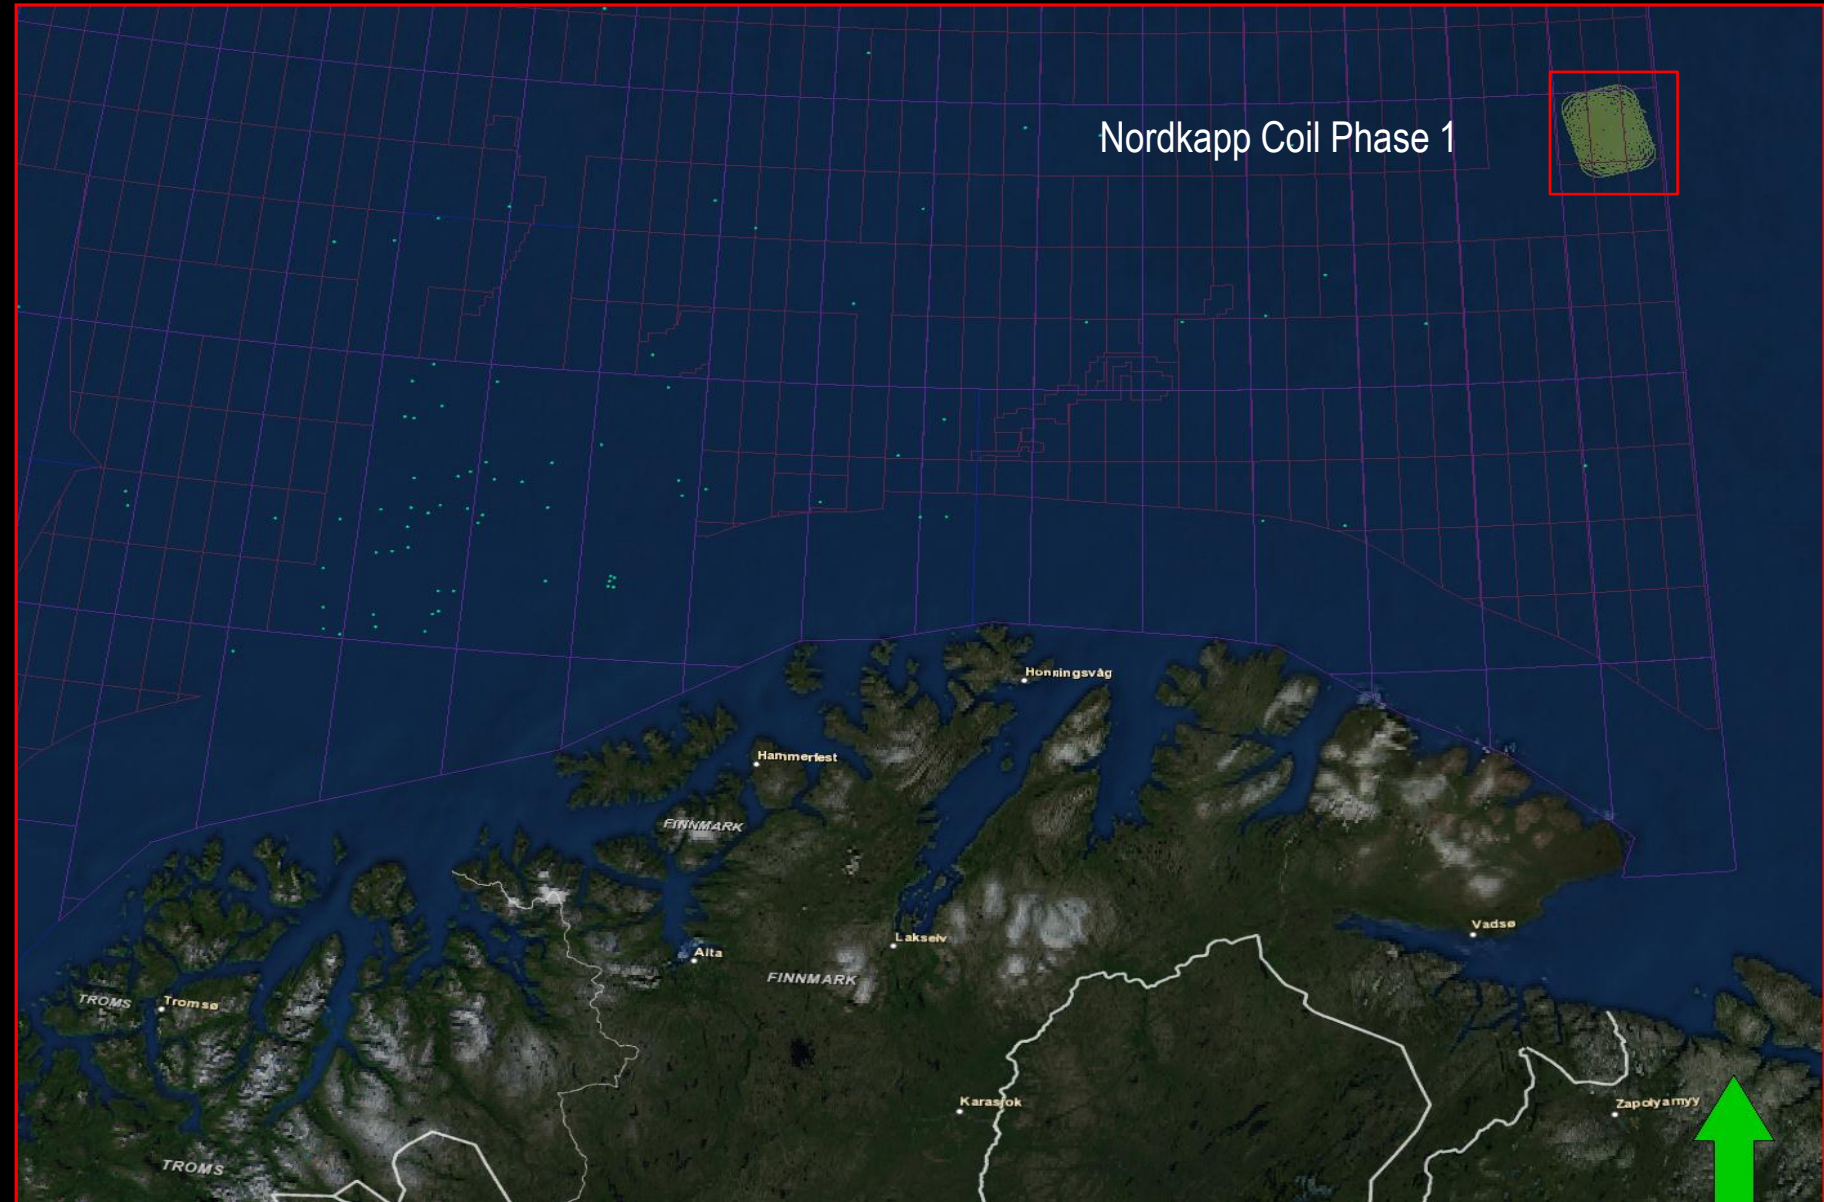 Nordkapp Coil Phase 1
Honningsvåg
Hammerfest
FINNMARK
Vadsø
Lakselv
Alta
FINNMARK
TROMS
Tromsø
Karasjok
Zapolyarnyy
TROMS